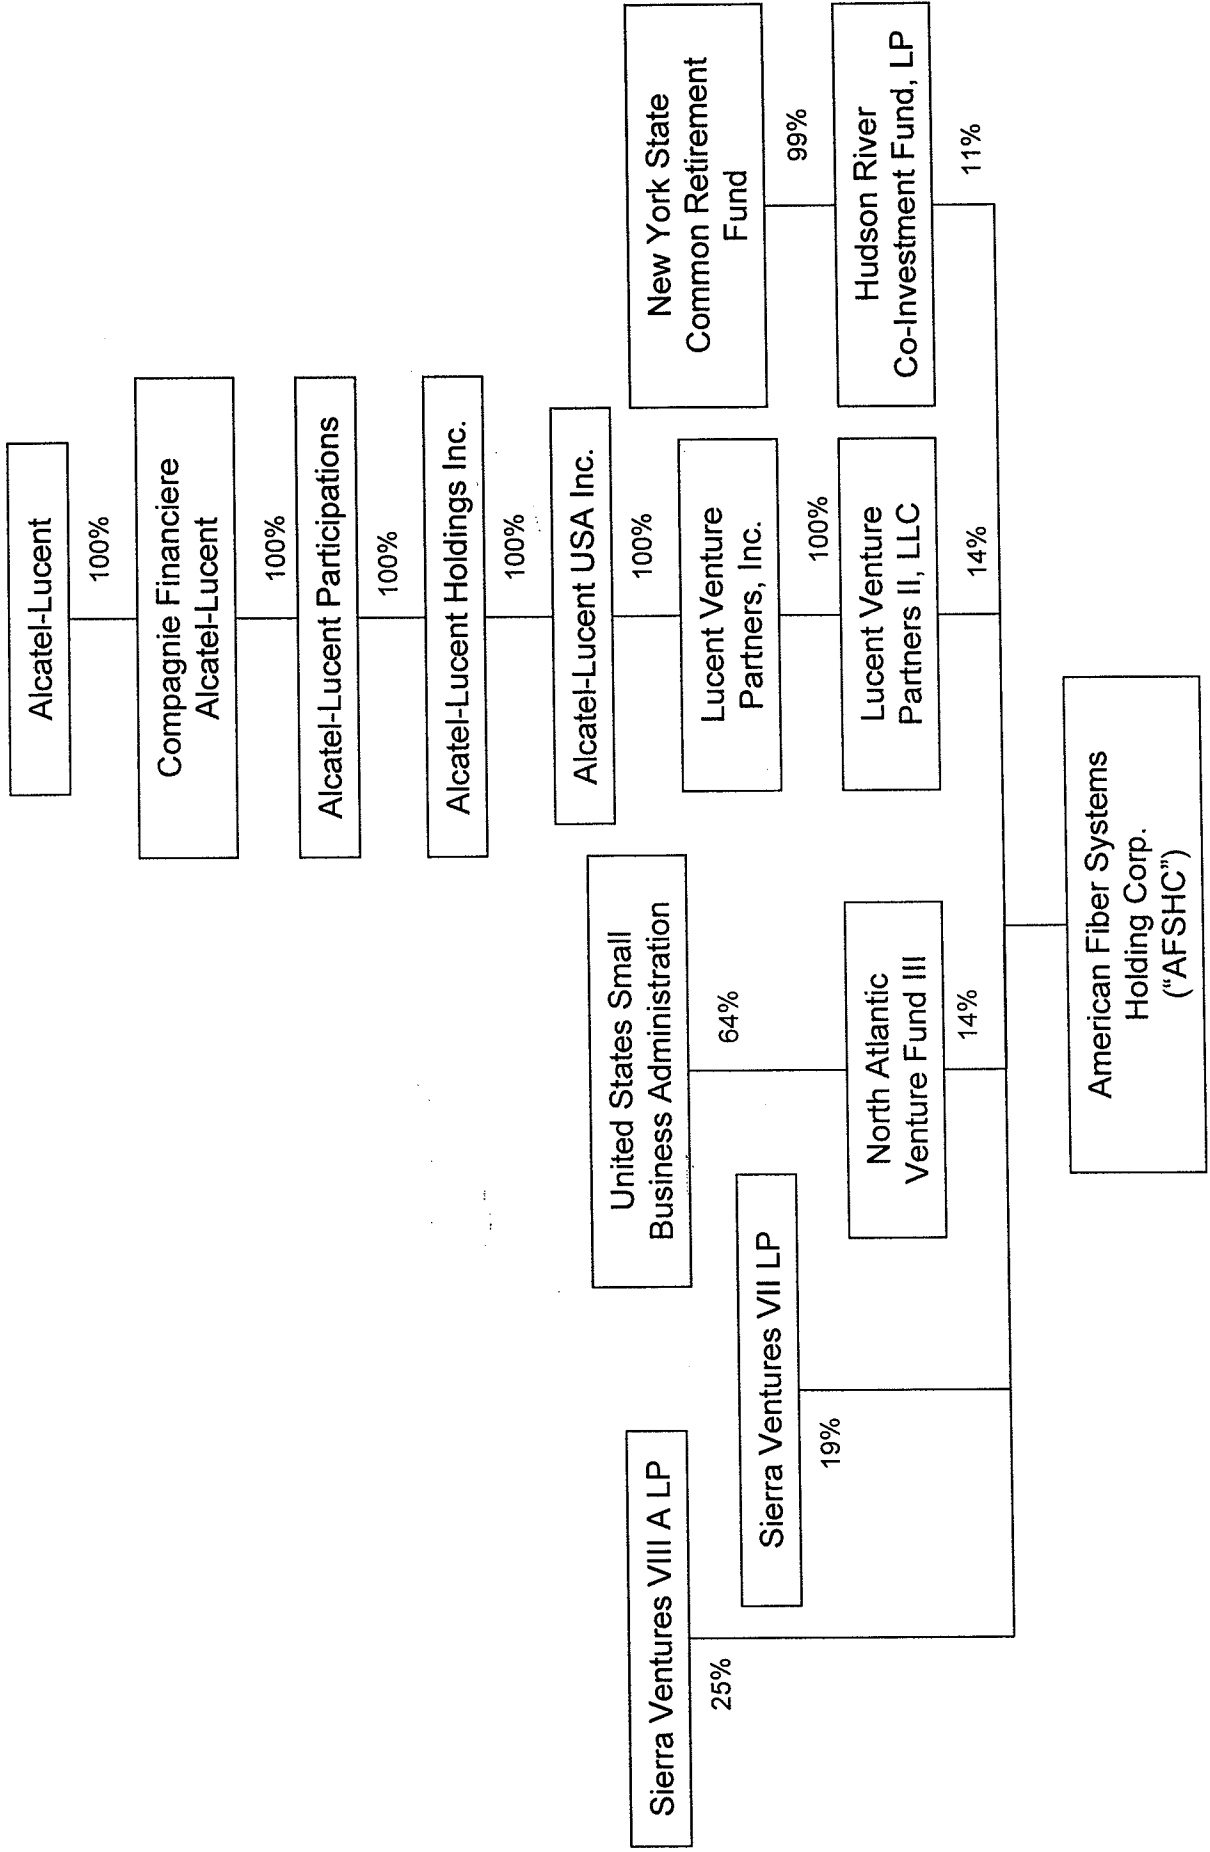 Alcatel-Lucent
100%
Compagnie Financiere
Alcatel-Lucent
100%
Alcatel-Lucent Participations
100%
Alcatel-Lucent Holdings Inc.
100%
Alcatel-Lucent USA Inc.
100%
Lucent Venture
Partners, Inc.
100%
Lucent Venture
Partners II, LLC
14%
New York State
Common Retirement
Fund
99%
Hudson River
Co-Investment Fund, LP
11%
United States Small
Business Administration
64%
North Atlantic
Venture Fund III
14%
Sierra Ventures VII LP
19%
Sierra Ventures VIII A LP
25%
American Fiber Systems
Holding Corp.
(“AFSHC”)